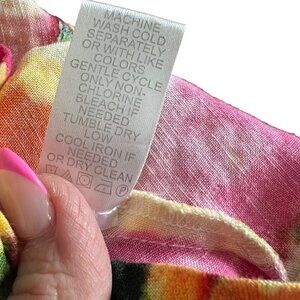 MACHINE
WASH COLD
SEPARATELY
OR WITH LIKE
COLORS
GENTLE CYCLE
ONLY NON-
CHLORINE
BLEACH IF
NEEDED
TUMBLE DRY
LOW
COOL IRON IF
NEEDED
OR DRY CLEAN